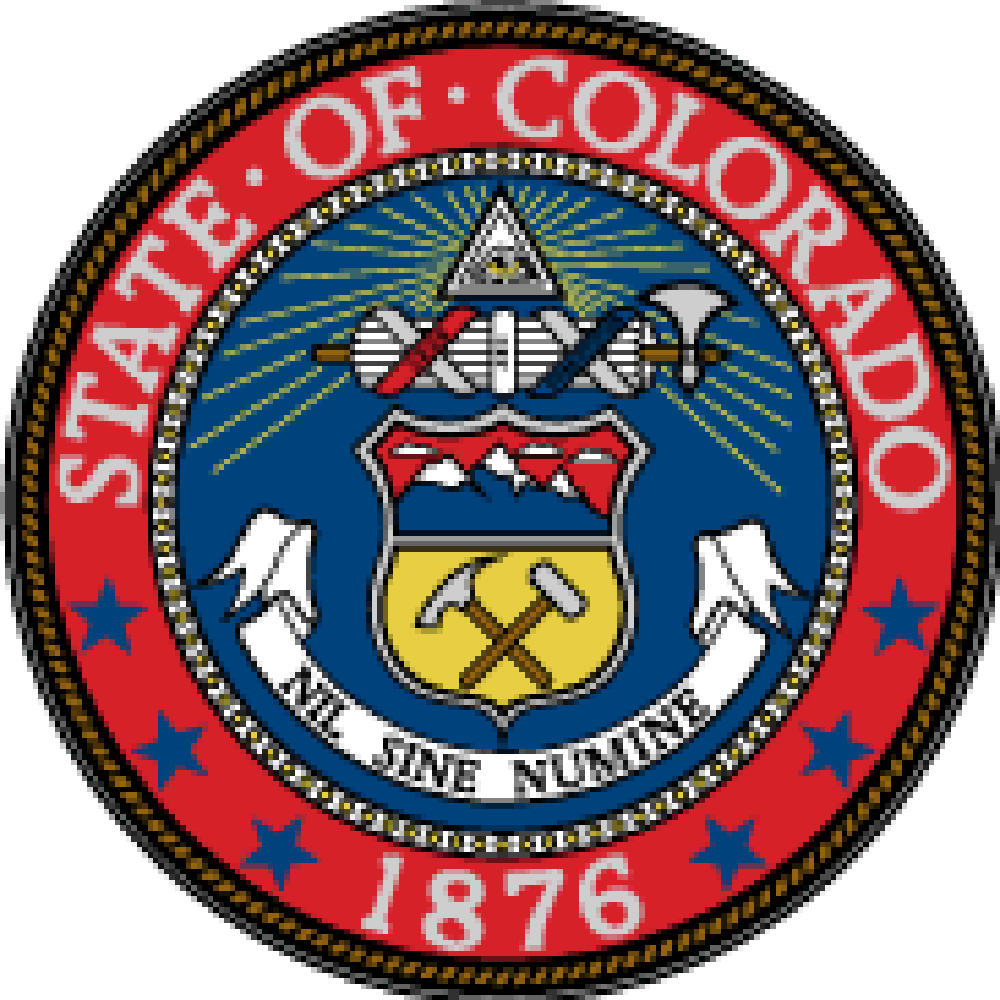 STATE · OF · COLORADO
NIL SINE NUMINE
1876